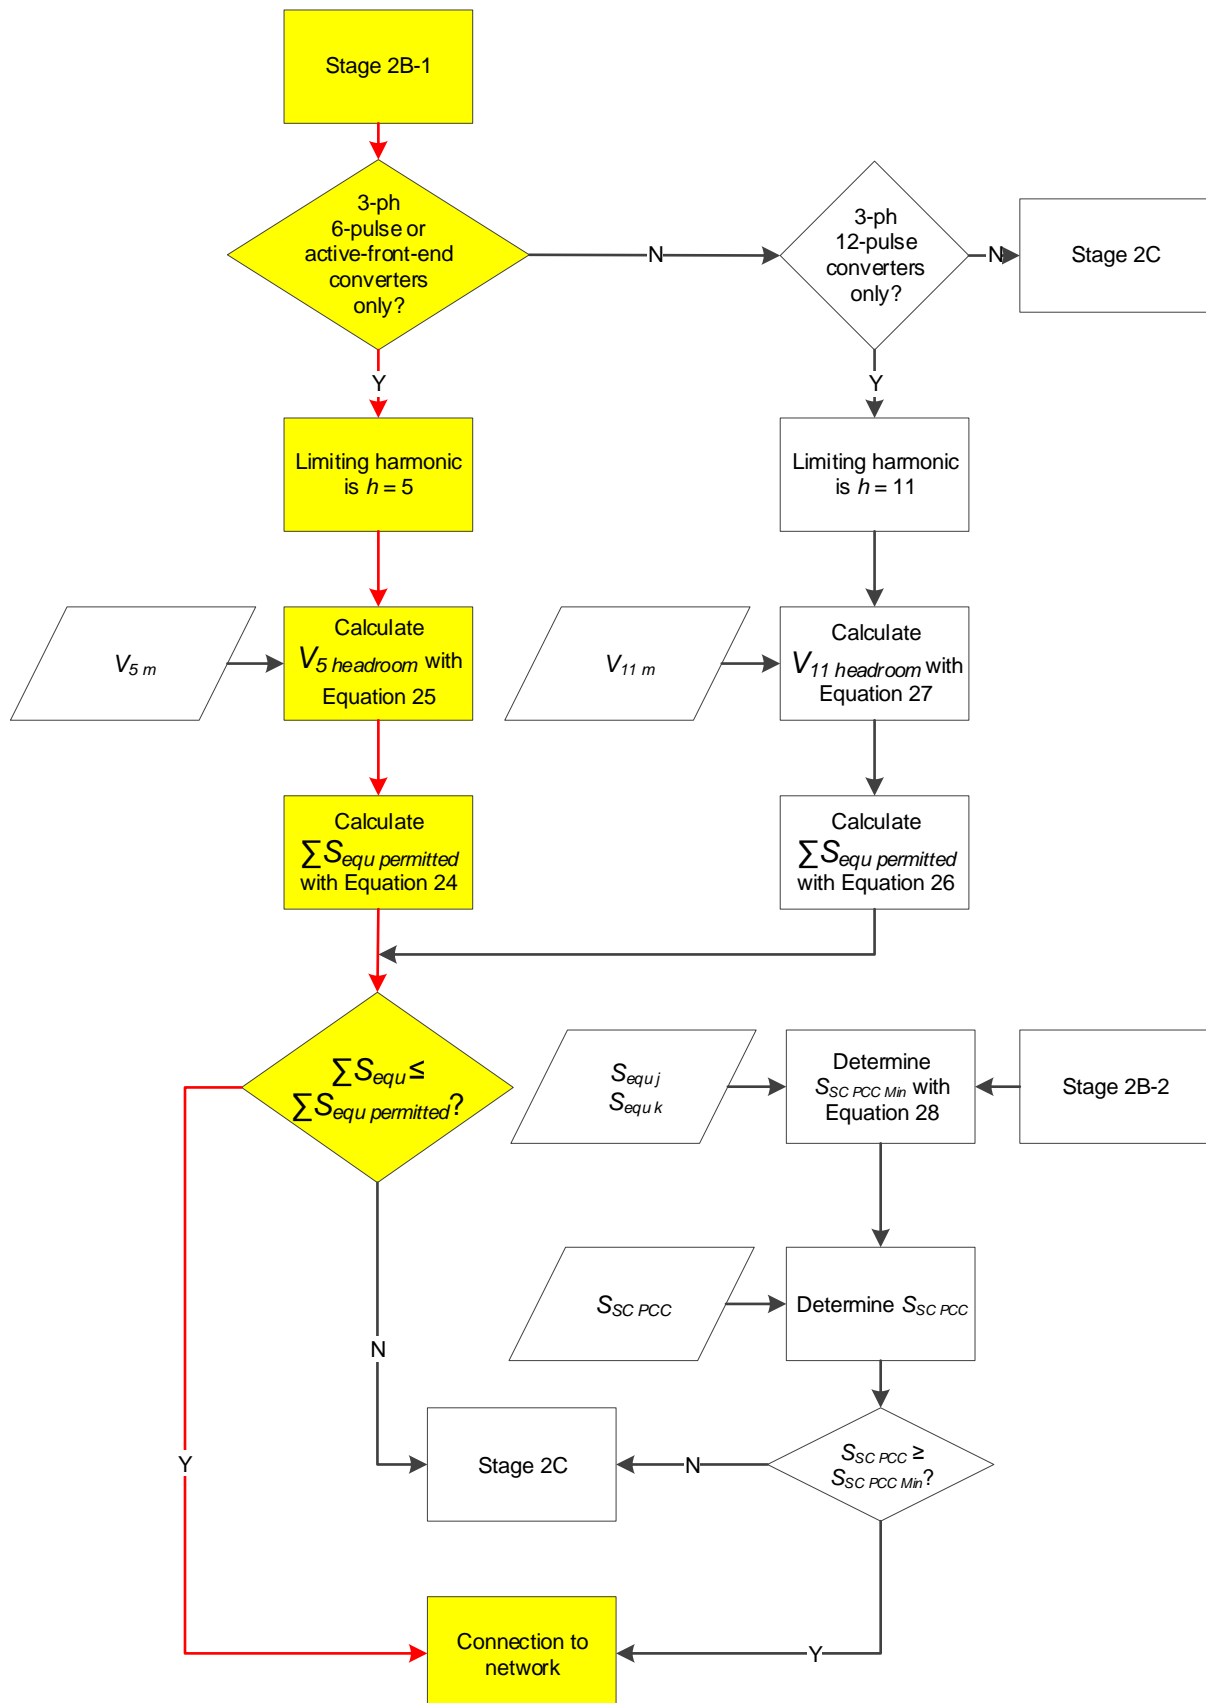 Stage 2B-1
3-ph
6-pulse or
active-front-end
converters
only?
N
3-ph
12-pulse
converters
only?
N
Stage 2C
Y
Y
Limiting harmonic
is h = 5
Limiting harmonic
is h = 11
V5 m
Calculate
V5 headroom with
Equation 25
V11 m
Calculate
V11 headroom with
Equation 27
Calculate
∑Sequ permitted
with Equation 24
Calculate
∑Sequ permitted
with Equation 26
∑Sequ ≤
∑Sequ permitted?
Sequ j
Sequ k
Determine
SSC PCC Min with
Equation 28
Stage 2B-2
SSC PCC
Determine SSC PCC
N
Y
Stage 2C
N
SSC PCC ≥
SSC PCC Min?
Connection to
network
Y